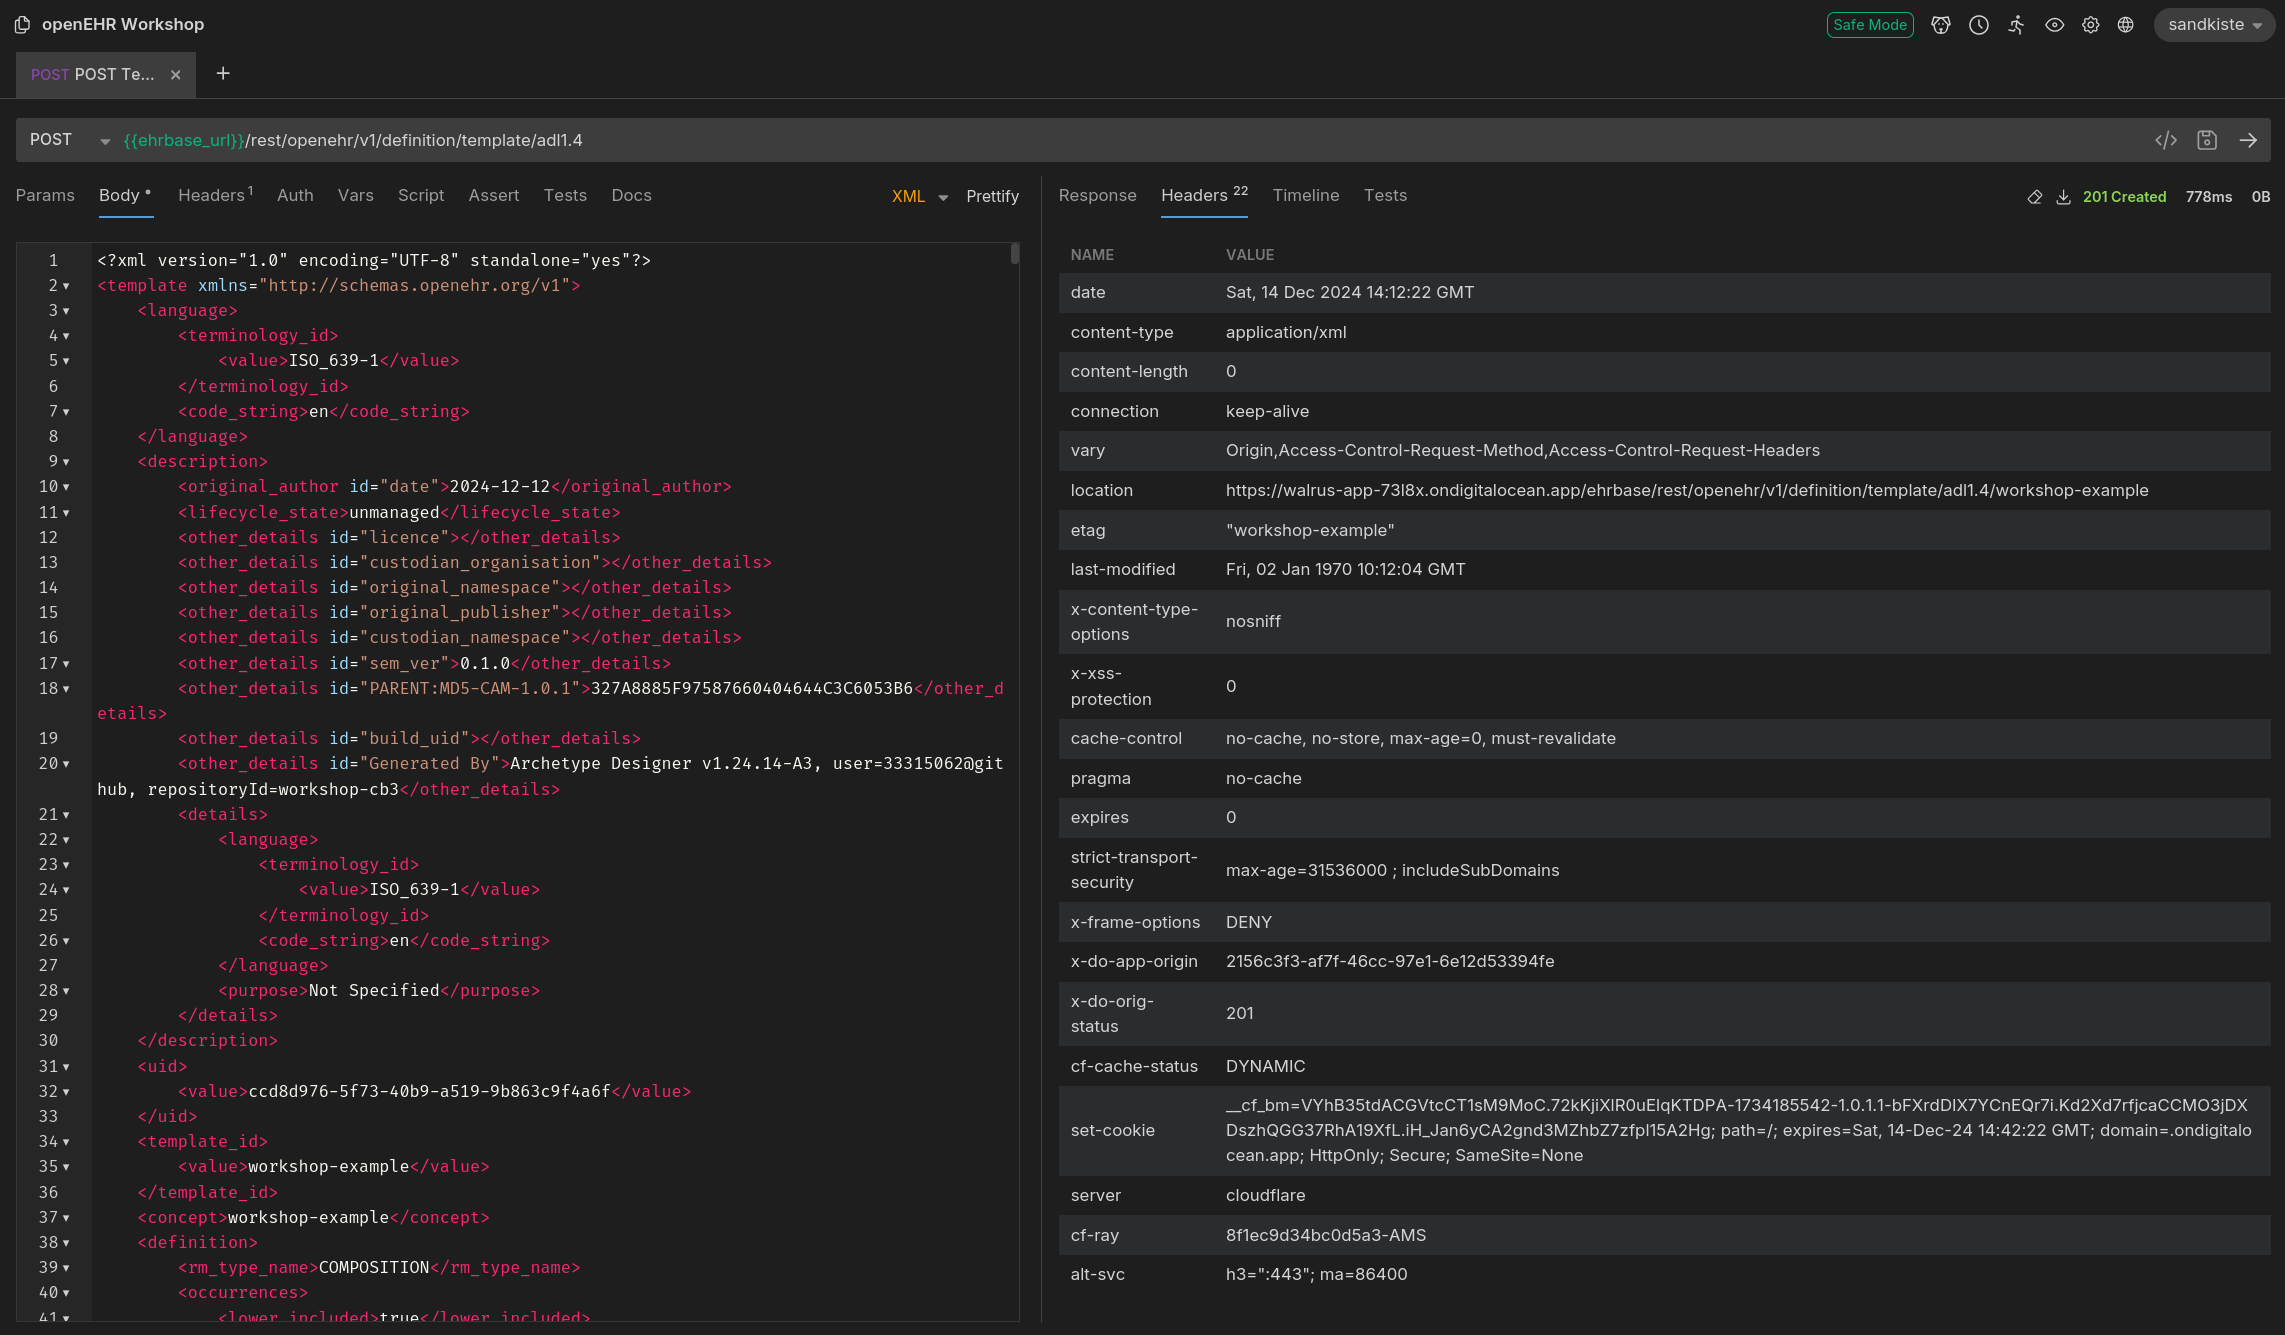 openEHR Workshop
Safe Mode
sandkiste
POST POST Te...
POST {{ehrbase_url}}/rest/openehr/v1/definition/template/adl1.4
Params Body Headers 1 Auth Vars Script Assert Tests Docs XML Prettify
1 <?xml version="1.0" encoding="UTF-8" standalone="yes"?>
2 <template xmlns="http://schemas.openehr.org/v1">
3 <language>
4 <terminology_id>
5 <value>ISO_639-1</value>
6 </terminology_id>
7 <code_string>en</code_string>
8 </language>
9 <description>
10 <original_author id="date">2024-12-12</original_author>
11 <lifecycle_state>unmanaged</lifecycle_state>
12 <other_details id="licence"></other_details>
13 <other_details id="custodian_organisation"></other_details>
14 <other_details id="original_namespace"></other_details>
15 <other_details id="original_publisher"></other_details>
16 <other_details id="custodian_namespace"></other_details>
17 <other_details id="sem_ver">0.1.0</other_details>
18 <other_details id="PARENT:MD5-CAM-1.0.1">327A8885F97587660404644C3C6053B6</other_d
etails>
19 <other_details id="build_uid"></other_details>
20 <other_details id="Generated By">Archetype Designer v1.24.14-A3, user=33315062@git
hub, repositoryId=workshop-cb3</other_details>
21 <details>
22 <language>
23 <terminology_id>
24 <value>ISO_639-1</value>
25 </terminology_id>
26 <code_string>en</code_string>
27 </language>
28 <purpose>Not Specified</purpose>
29 </details>
30 </description>
31 <uid>
32 <value>ccd8d976-5f73-40b9-a519-9b863c9f4a6f</value>
33 </uid>
34 <template_id>
35 <value>workshop-example</value>
36 </template_id>
37 <concept>workshop-example</concept>
38 <definition>
39 <rm_type_name>COMPOSITION</rm_type_name>
40 <occurrences>
41 <lower_included>true</lower_included>
Response Headers 22 Timeline Tests 201 Created 778ms 0B
NAME VALUE
date Sat, 14 Dec 2024 14:12:22 GMT
content-type application/xml
content-length 0
connection keep-alive
vary Origin,Access-Control-Request-Method,Access-Control-Request-Headers
location https://walrus-app-73l8x.ondigitalocean.app/ehrbase/rest/openehr/v1/definition/template/adl1.4/workshop-example
etag "workshop-example"
last-modified Fri, 02 Jan 1970 10:12:04 GMT
x-content-type-
options nosniff
x-xss-
protection 0
cache-control no-cache, no-store, max-age=0, must-revalidate
pragma no-cache
expires 0
strict-transport-
security max-age=31536000 ; includeSubDomains
x-frame-options DENY
x-do-app-origin 2156c3f3-af7f-46cc-97e1-6e12d53394fe
x-do-orig-
status 201
cf-cache-status DYNAMIC
set-cookie __cf_bm=VYhB35tdACGVtcCT1sM9MoC.72kKjiXlR0uElqKTDPA-1734185542-1.0.1.1-bFXrdDIX7YCnEQr7i.Kd2Xd7rfjcaCCMO3jDX
DszhQGG37RhA19XfL.iH_Jan6yCA2gnd3MZhbZ7zfpl15A2Hg; path=/; expires=Sat, 14-Dec-24 14:42:22 GMT; domain=.ondigitalo
cean.app; HttpOnly; Secure; SameSite=None
server cloudflare
cf-ray 8f1ec9d34bc0d5a3-AMS
alt-svc h3=":443"; ma=86400